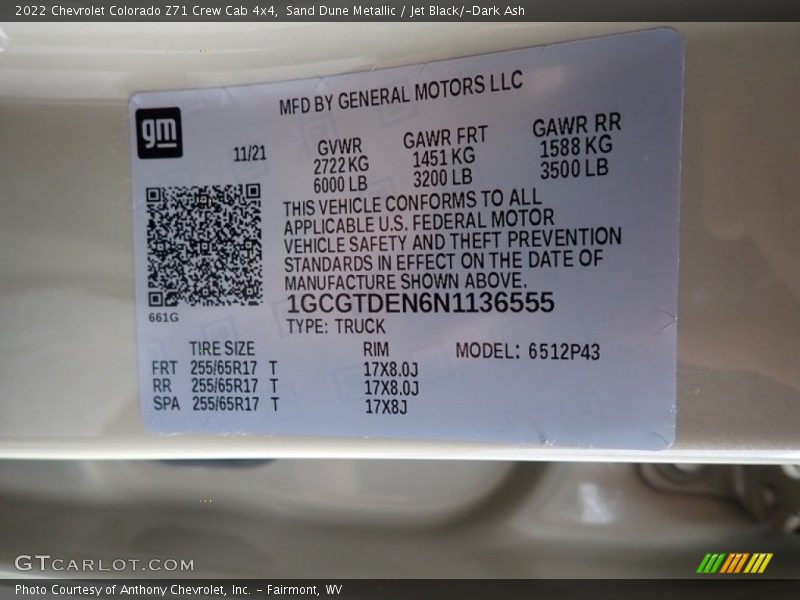 2022 Chevrolet Colorado Z71 Crew Cab 4x4, Sand Dune Metallic / Jet Black/-Dark Ash
MFD BY GENERAL MOTORS LLC
gm
11/21
GVWR
2722 KG
6000 LB
GAWR FRT
1451 KG
3200 LB
GAWR RR
1588 KG
3500 LB
THIS VEHICLE CONFORMS TO ALL
APPLICABLE U.S. FEDERAL MOTOR
VEHICLE SAFETY AND THEFT PREVENTION
STANDARDS IN EFFECT ON THE DATE OF
MANUFACTURE SHOWN ABOVE.
1GCGTDEN6N1136555
661G
TYPE: TRUCK
TIRE SIZE RIM MODEL: 6512P43
FRT 255/65R17 T 17X8.0J
RR 255/65R17 T 17X8.0J
SPA 255/65R17 T 17X8J
GTCARLOT.COM
Photo Courtesy of Anthony Chevrolet, Inc. - Fairmont, WV